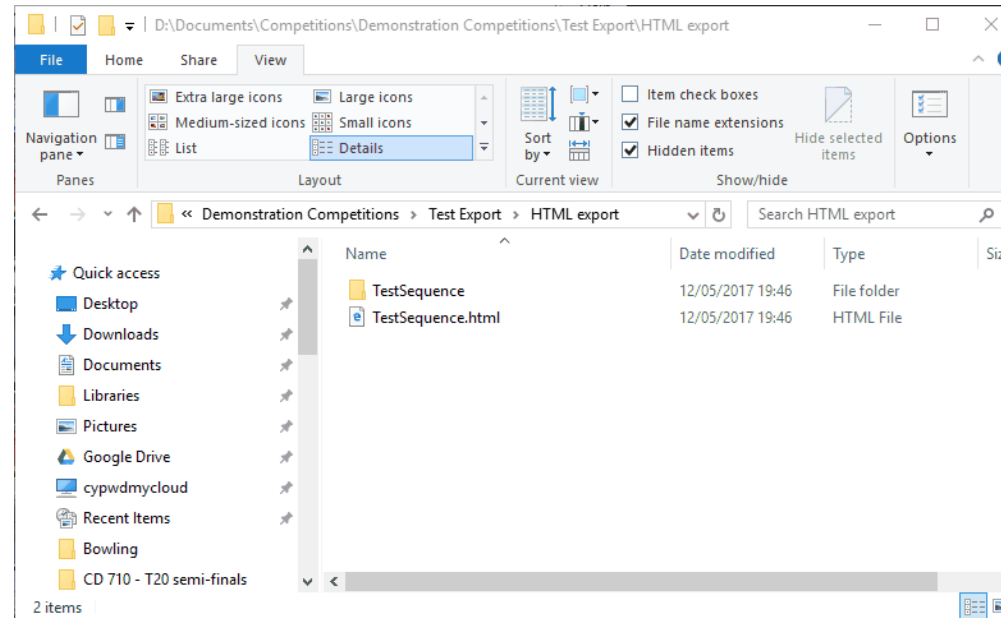 D:\Documents\Competitions\Demonstration Competitions\Test Export\HTML export
File Home Share View
Extra large icons Large icons
Medium-sized icons Small icons
List Details
Navigation pane
Sort by
Item check boxes
File name extensions
Hidden items
Hide selected items
Options
Panes Layout Current view Show/hide
« Demonstration Competitions > Test Export > HTML export
Search HTML export
Name Date modified Type
Quick access
Desktop
Downloads
Documents
Libraries
Pictures
Google Drive
cypwdmycloud
Recent Items
Bowling
CD 710 - T20 semi-finals
TestSequence 12/05/2017 19:46 File folder
TestSequence.html 12/05/2017 19:46 HTML File
2 items